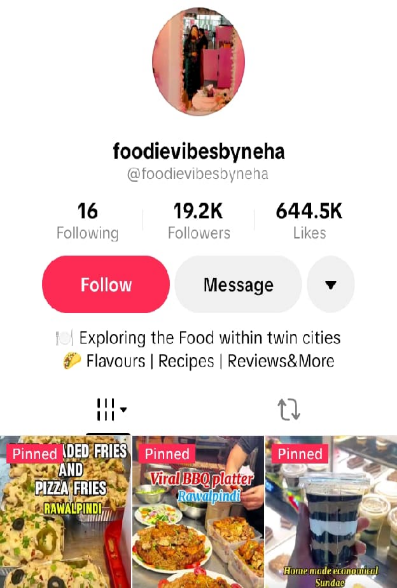 foodievibesbyneha
@foodievibesbyneha
16 19.2K 644.5K
Following Followers Likes
Follow Message
🍽️ Exploring the Food within twin cities
🌮 Flavours | Recipes | Reviews&More
Pinned
DED FRIES
AND
PIZZA FRIES
RAWALPINDI
Pinned
Viral BBQ platter
Rawalpindi
Pinned
Home made economical
Sundae